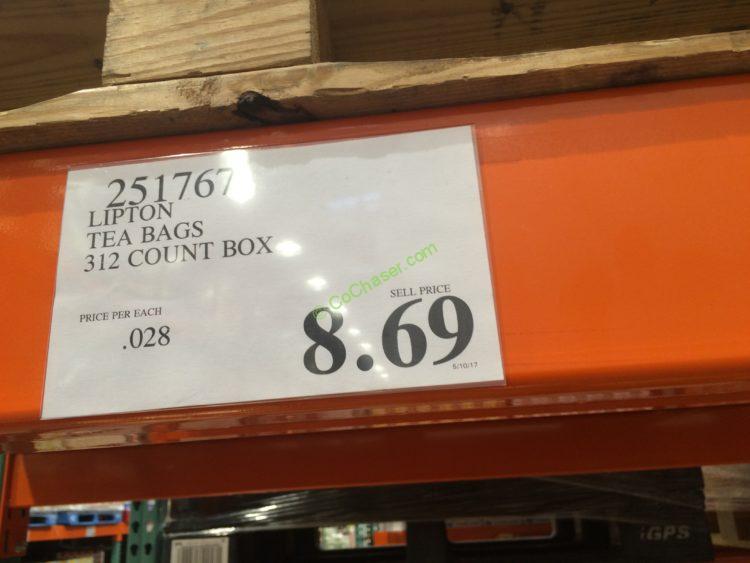 251767
LIPTON
TEA BAGS
312 COUNT BOX
© CoChaser.com
PRICE PER EACH
.028
SELL PRICE
8.69
5/10/17
iGPS